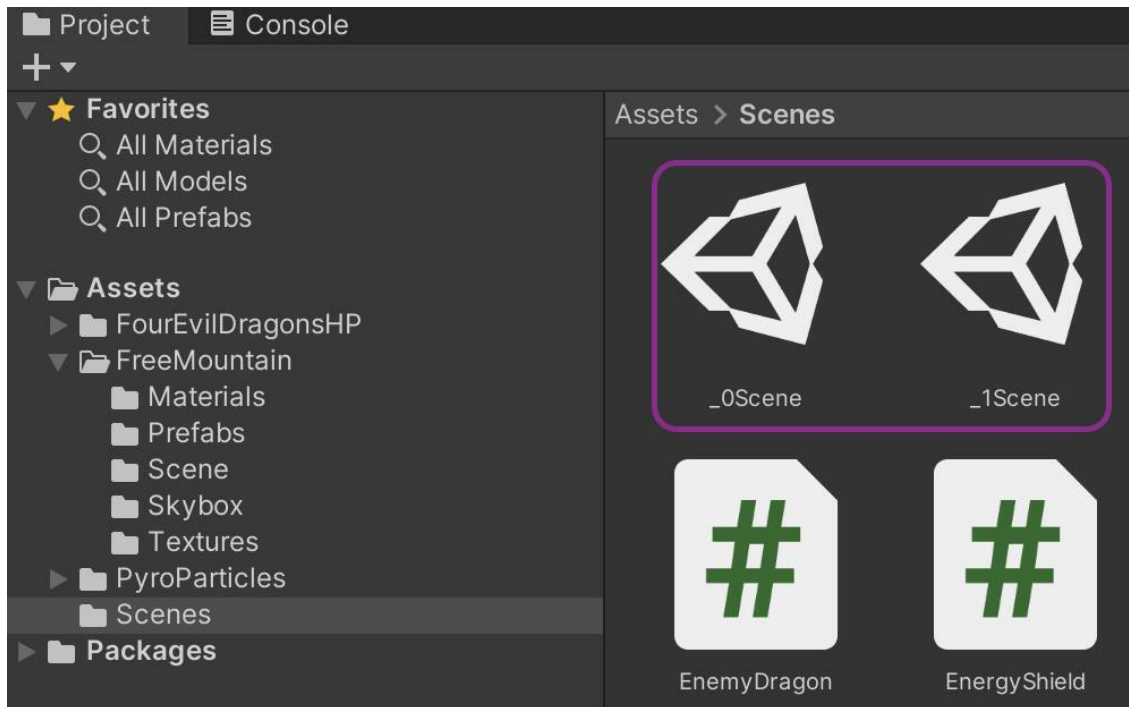 Project
Console
Favorites
All Materials
All Models
All Prefabs
Assets
FourEvilDragonsHP
FreeMountain
Materials
Prefabs
Scene
Skybox
Textures
PyroParticles
Scenes
Packages
Assets > Scenes
_0Scene
_1Scene
EnemyDragon
EnergyShield